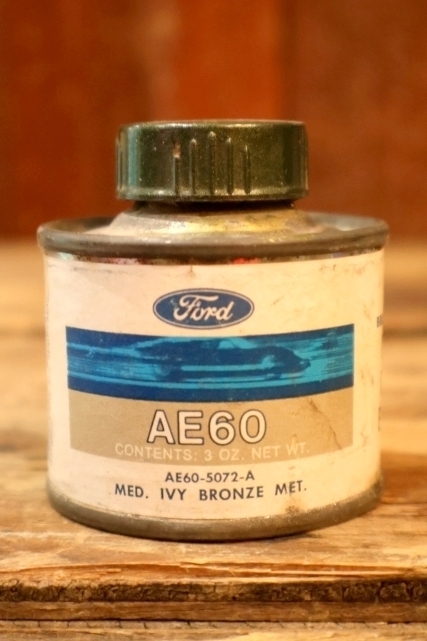 Ford
AE60
CONTENTS: 3 OZ. NET WT.
AE60-5072-A
MED. IVY BRONZE MET.